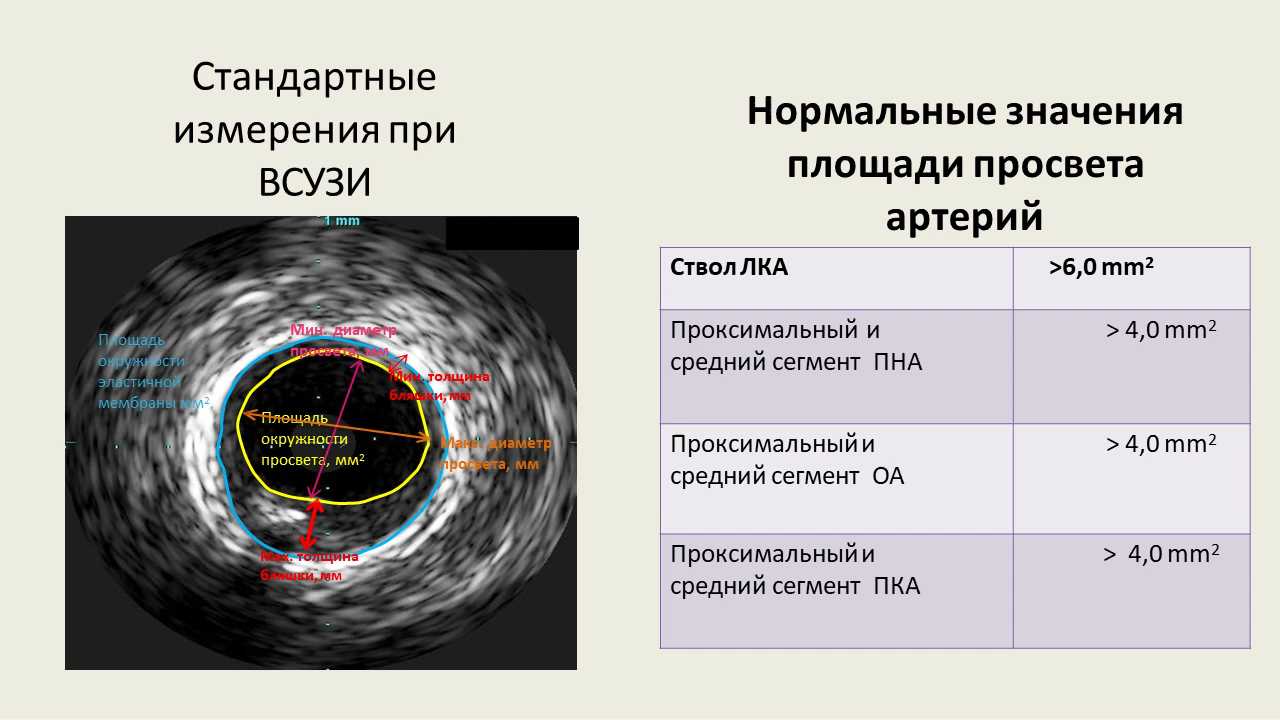 Стандартные
измерения при
ВСУЗИ
1 mm
Мин. диаметр
просвета, мм
Площадь
окружности
эластичной
мембраны мм²
Мин. толщина
бляшки, мм
Площадь
окружности
просвета, мм²
Макс. диаметр
просвета, мм
Мах. толщина
бляшки, мм
Нормальные значения
площади просвета
артерий
Ствол ЛКА >6,0 mm²
Проксимальный и > 4,0 mm²
средний сегмент ПНА
Проксимальный и > 4,0 mm²
средний сегмент ОА
Проксимальный и > 4,0 mm²
средний сегмент ПКА